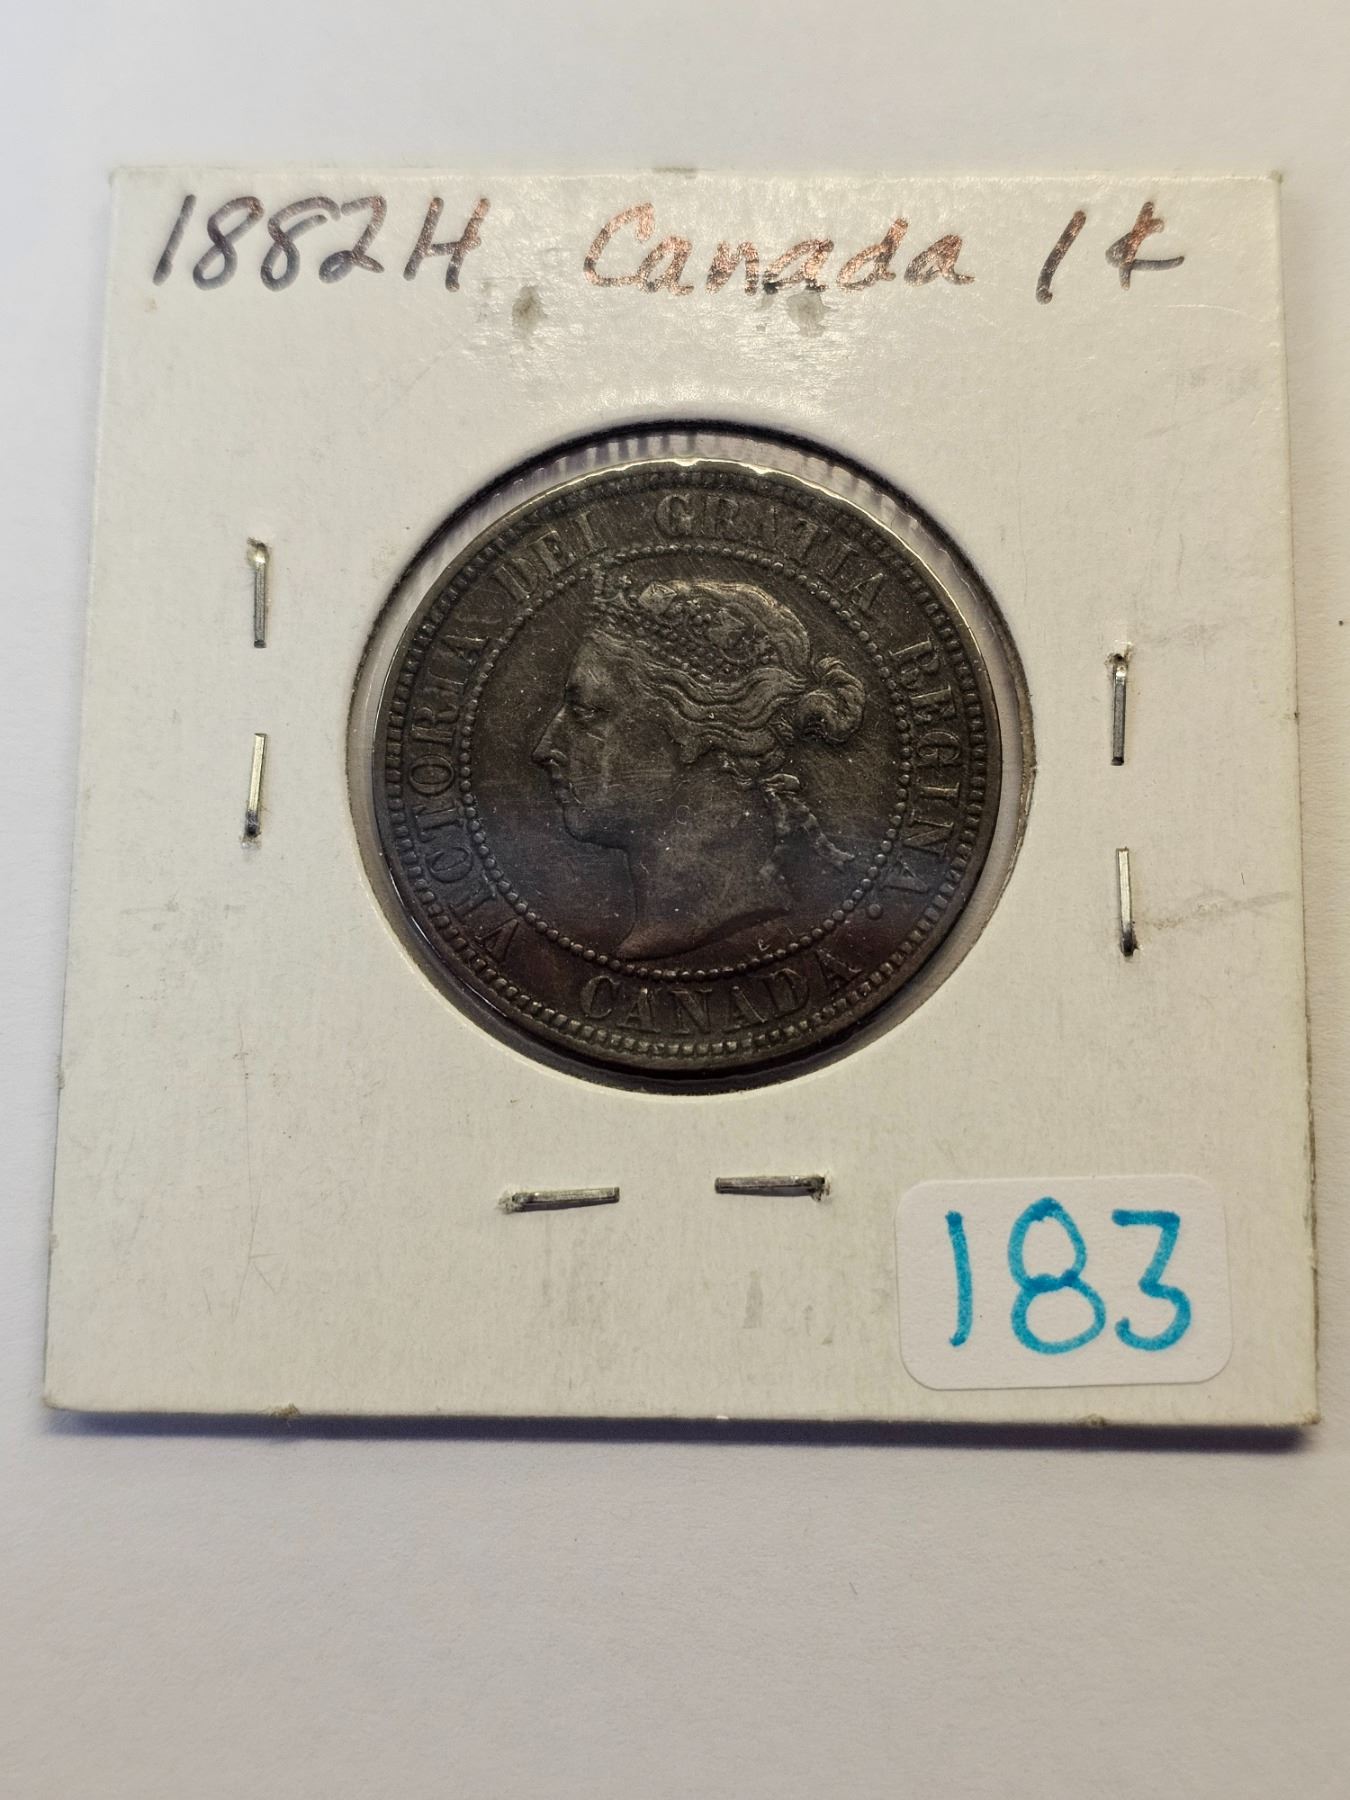 1882H Canada 1¢
VICTORIA DEI GRATIA REGINA.
CANADA
183